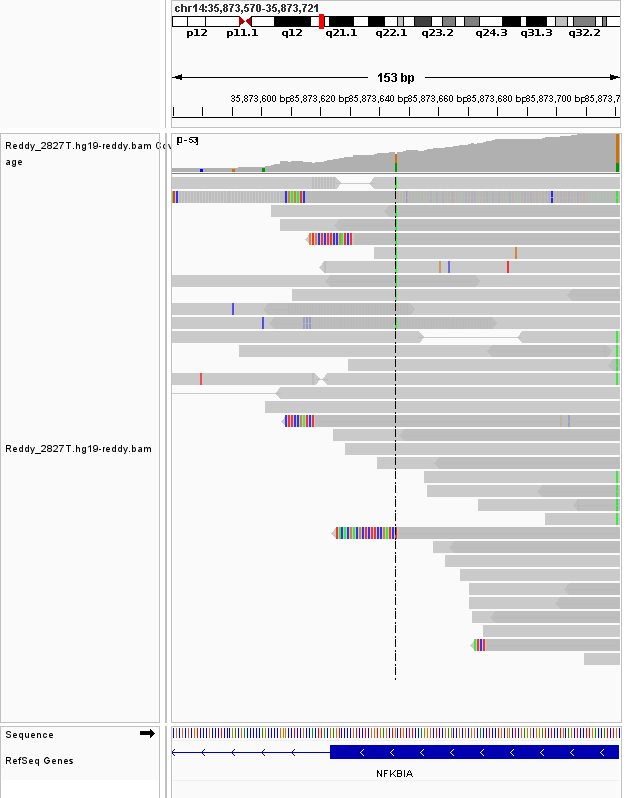 chr14:35,873,570-35,873,721
p12 p11.1 q12 q21.1 q22.1 q23.2 q24.3 q31.3 q32.2
153 bp
35,873,600 bp 35,873,620 bp 35,873,640 bp 35,873,660 bp 35,873,680 bp 35,873,700 bp 35,873,7
Reddy_2827T.hg19-reddy.bam Cov
age
[0-53]
Reddy_2827T.hg19-reddy.bam
Sequence
RefSeq Genes
NFKBIA